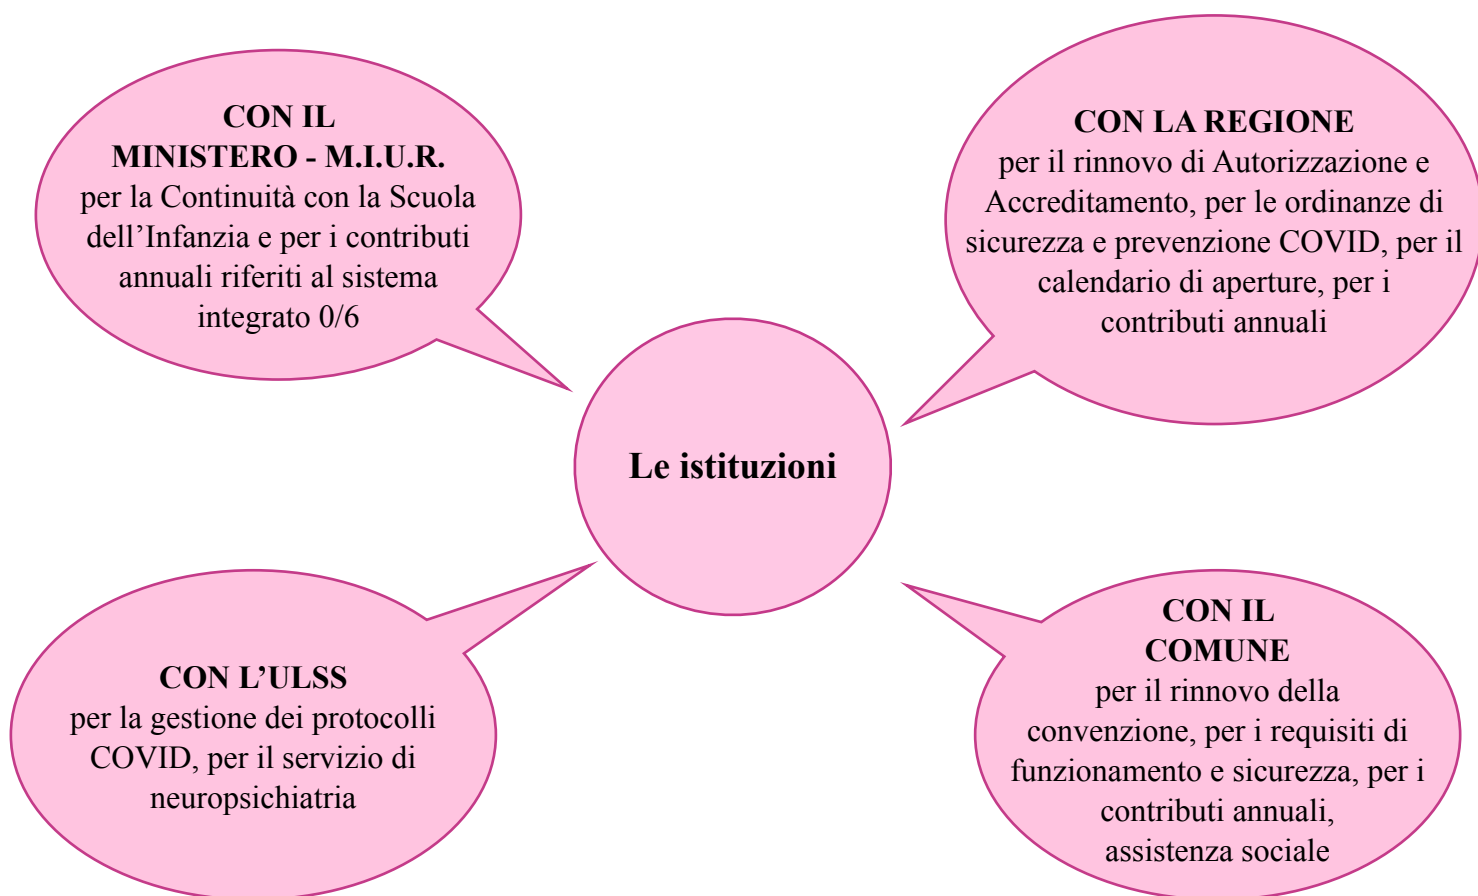 CON IL
MINISTERO - M.I.U.R.
per la Continuità con la Scuola
dell’Infanzia e per i contributi
annuali riferiti al sistema
integrato 0/6
CON LA REGIONE
per il rinnovo di Autorizzazione e
Accreditamento, per le ordinanze di
sicurezza e prevenzione COVID, per il
calendario di aperture, per i
contributi annuali
Le istituzioni
CON L’ULSS
per la gestione dei protocolli
COVID, per il servizio di
neuropsichiatria
CON IL
COMUNE
per il rinnovo della
convenzione, per i requisiti di
funzionamento e sicurezza, per i
contributi annuali,
assistenza sociale